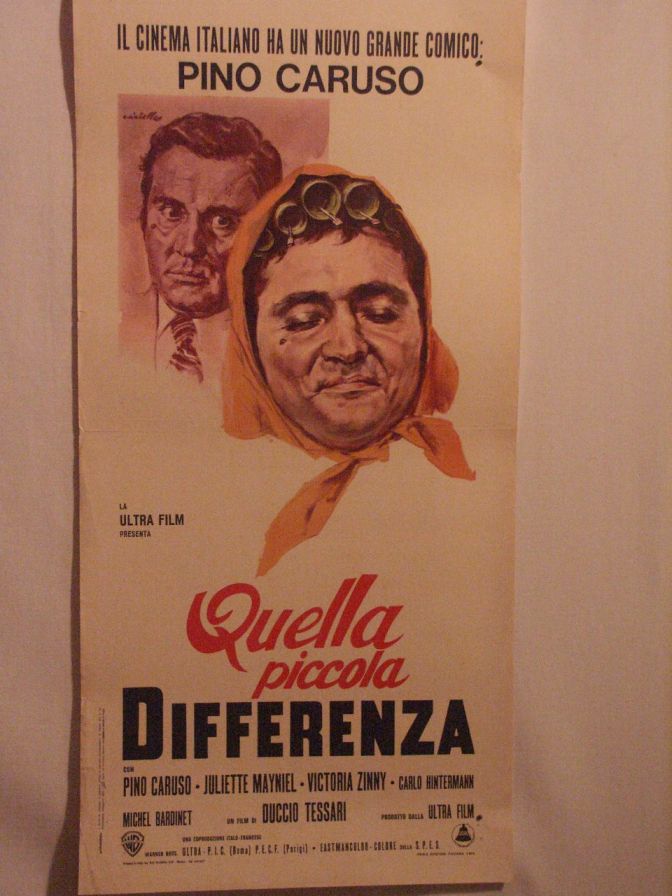 IL CINEMA ITALIANO HA UN NUOVO GRANDE COMICO:
PINO CARUSO
LA
ULTRA FILM
PRESENTA
Quella
piccola
DIFFERENZA
CON
PINO CARUSO • JULIETTE MAYNIEL • VICTORIA ZINNY • CARLO HINTERMANN
MICHEL BARDINET UN FILM DI DUCCIO TESSARI PRODOTTO DALLA ULTRA FILM
UNA COPRODUZIONE ITALO-FRANCESE
WARNER BROS. ULTRA - P.I.C. (Roma) P.E.C.F. (Parigi) • EASTMANCOLOR - COLORE DELLA S.P.E.S.